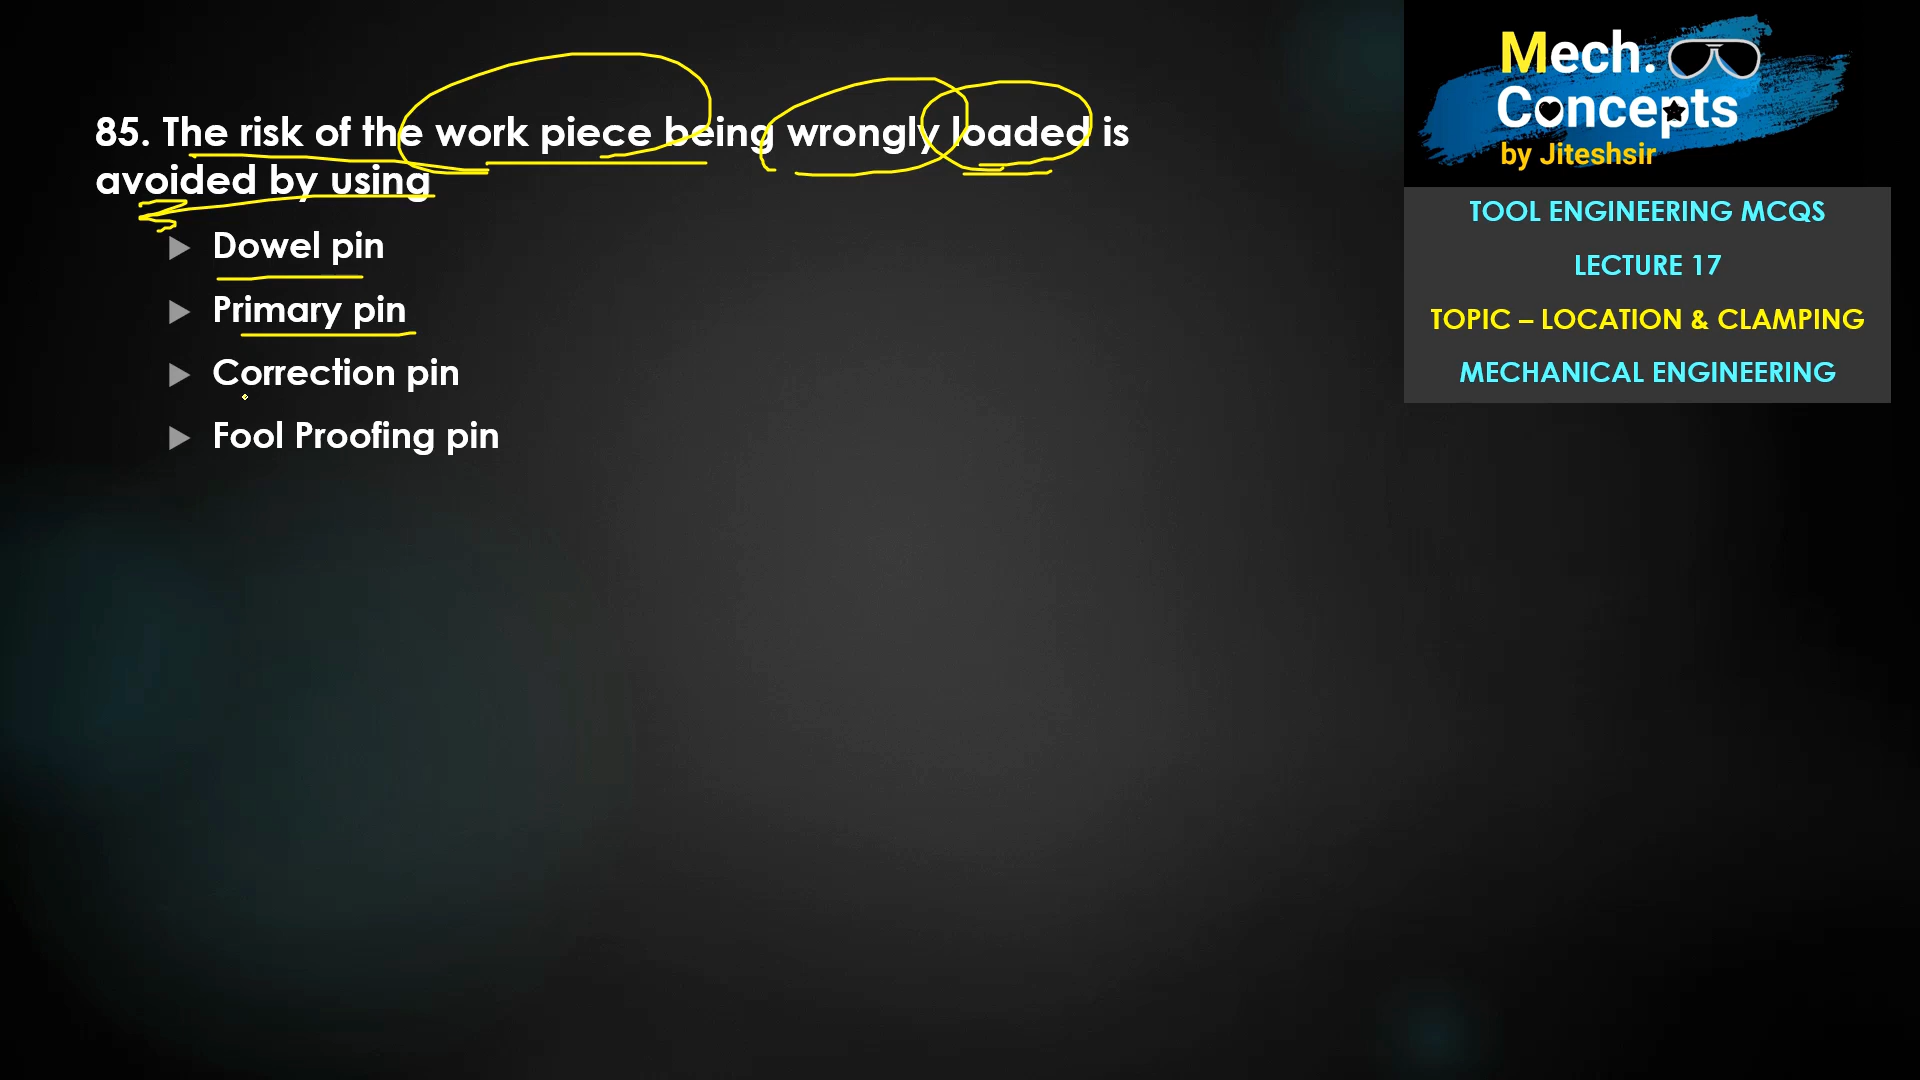 85. The risk of the work piece being wrongly loaded is
avoided by using
Dowel pin
Primary pin
Correction pin
Fool Proofing pin
Mech.
Concepts
by Jiteshsir
TOOL ENGINEERING MCQS
LECTURE 17
TOPIC – LOCATION & CLAMPING
MECHANICAL ENGINEERING